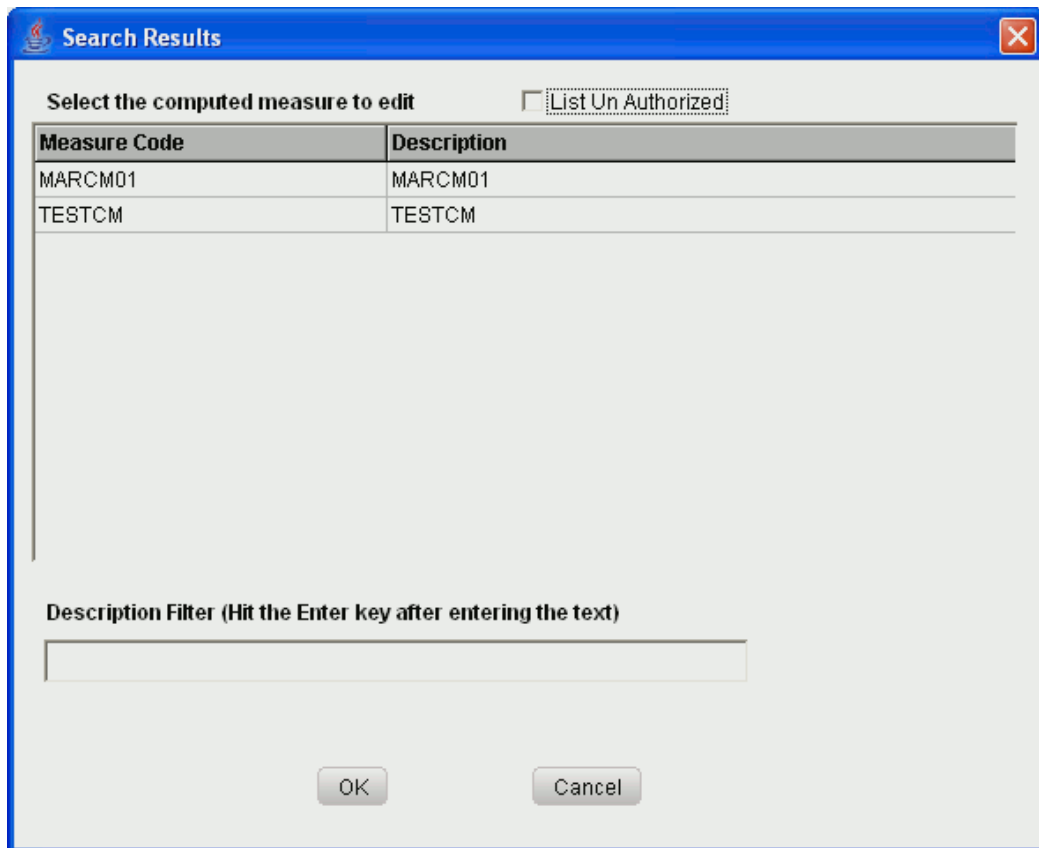 Search Results
Select the computed measure to edit List Un Authorized
Measure Code Description
MARCM01 MARCM01
TESTCM TESTCM
Description Filter (Hit the Enter key after entering the text)
OK Cancel